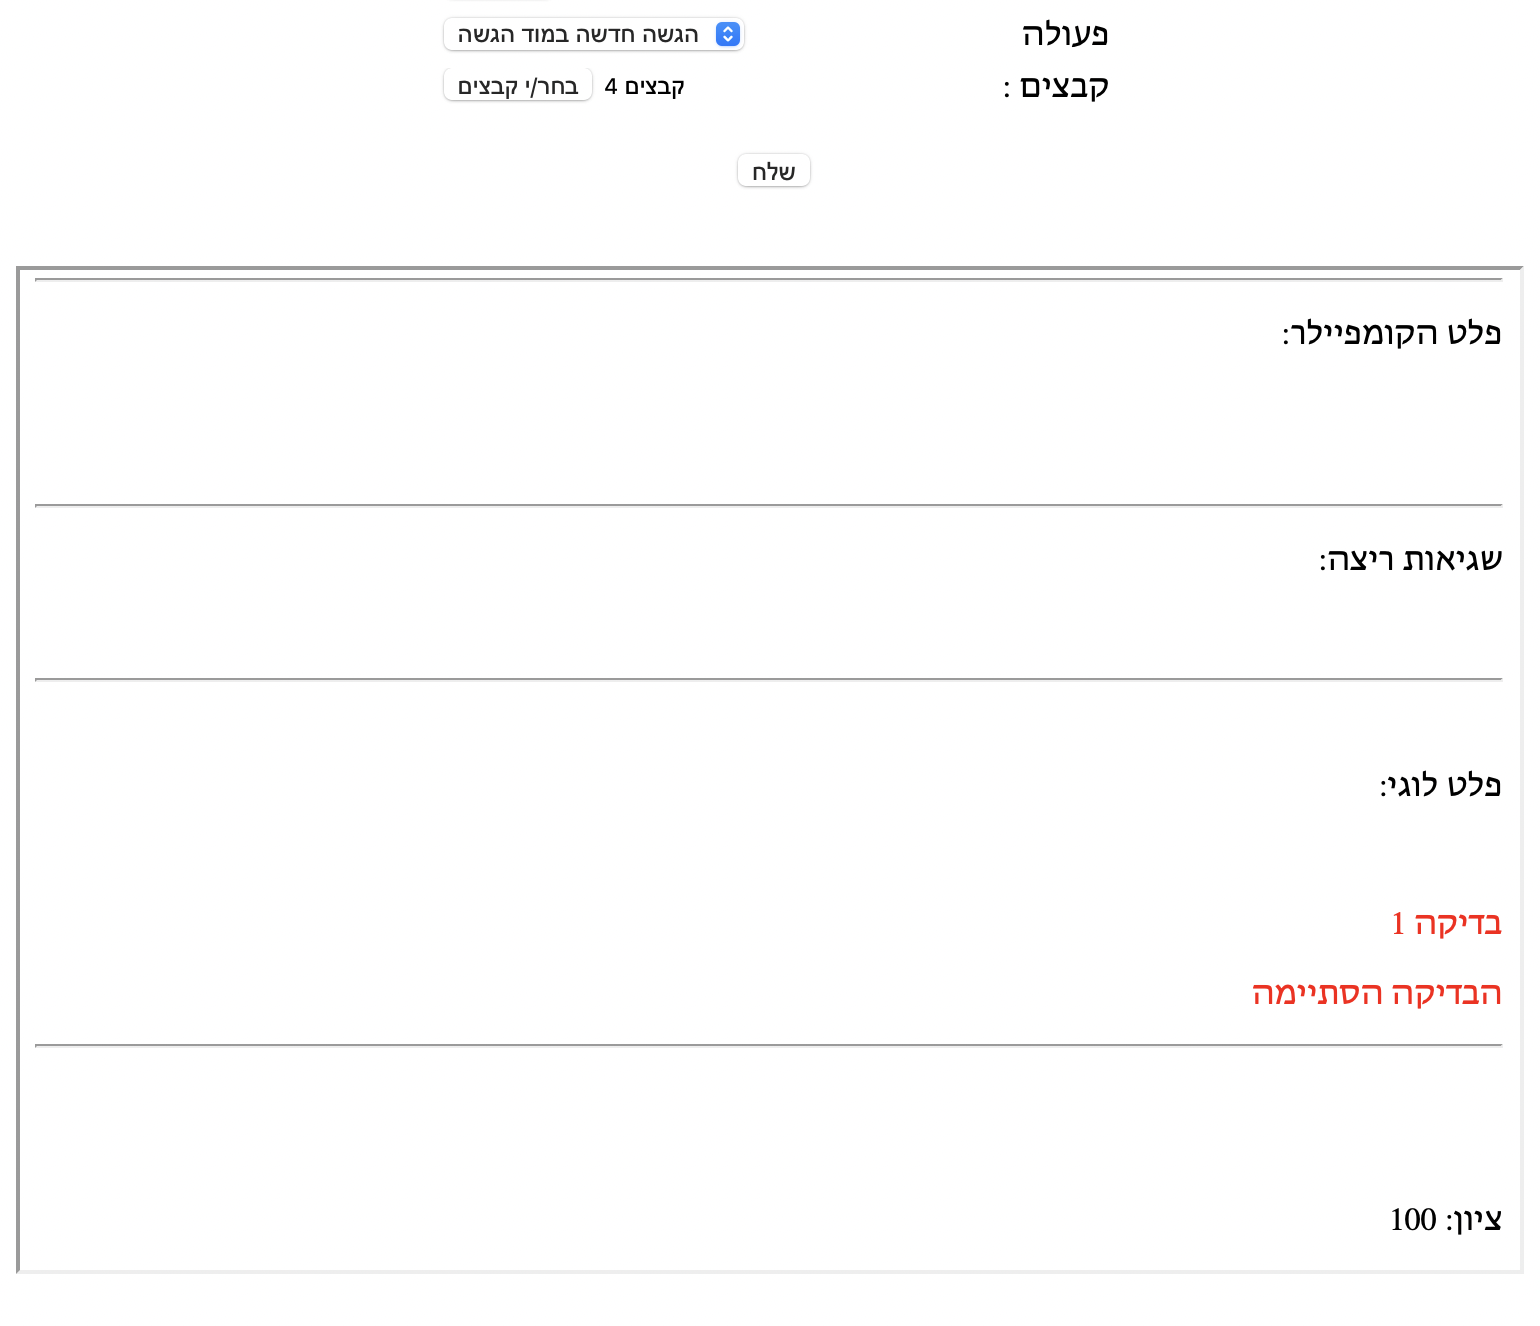 פעולה הגשה חדשה במוד הגשה
קבצים : בחר/י קבצים 4 קבצים
שלח
פלט הקומפיילר:
שגיאות ריצה:
פלט לוגי:
בדיקה 1
הבדיקה הסתיימה
ציון: 100